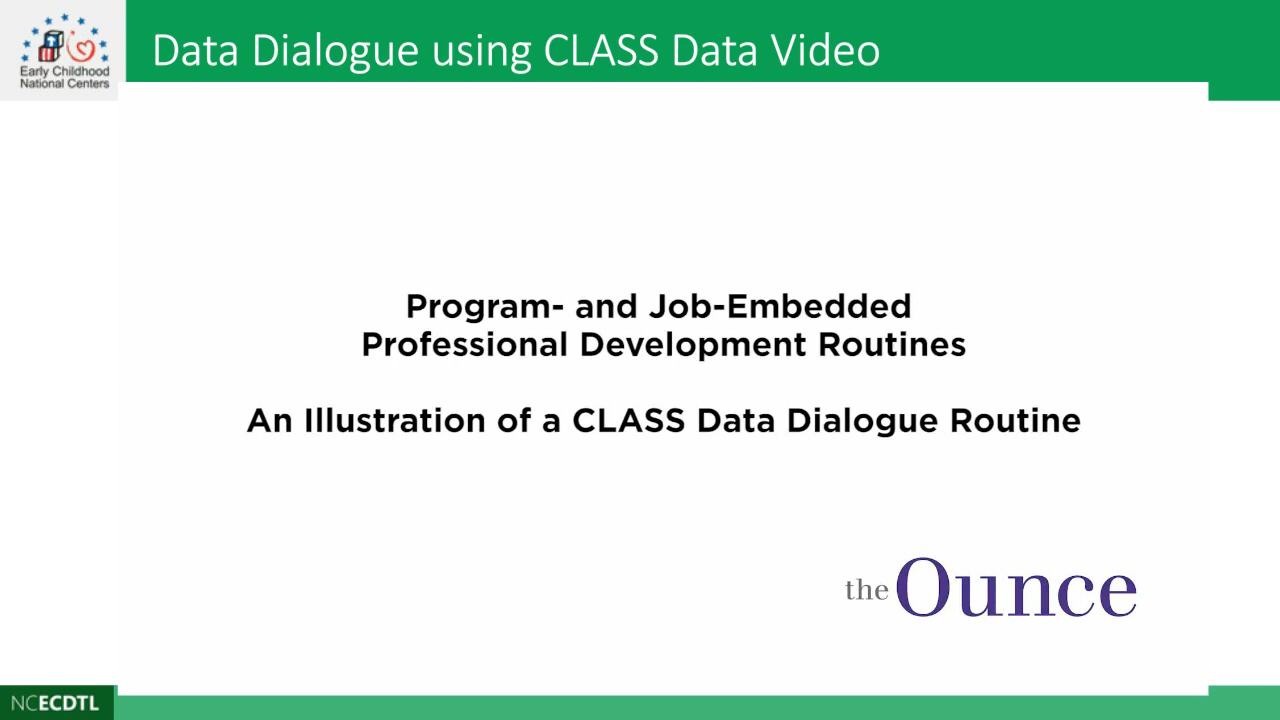 Data Dialogue using CLASS Data Video
Early Childhood
National Centers
Program- and Job-Embedded
Professional Development Routines
An Illustration of a CLASS Data Dialogue Routine
the Ounce
NCECDTL